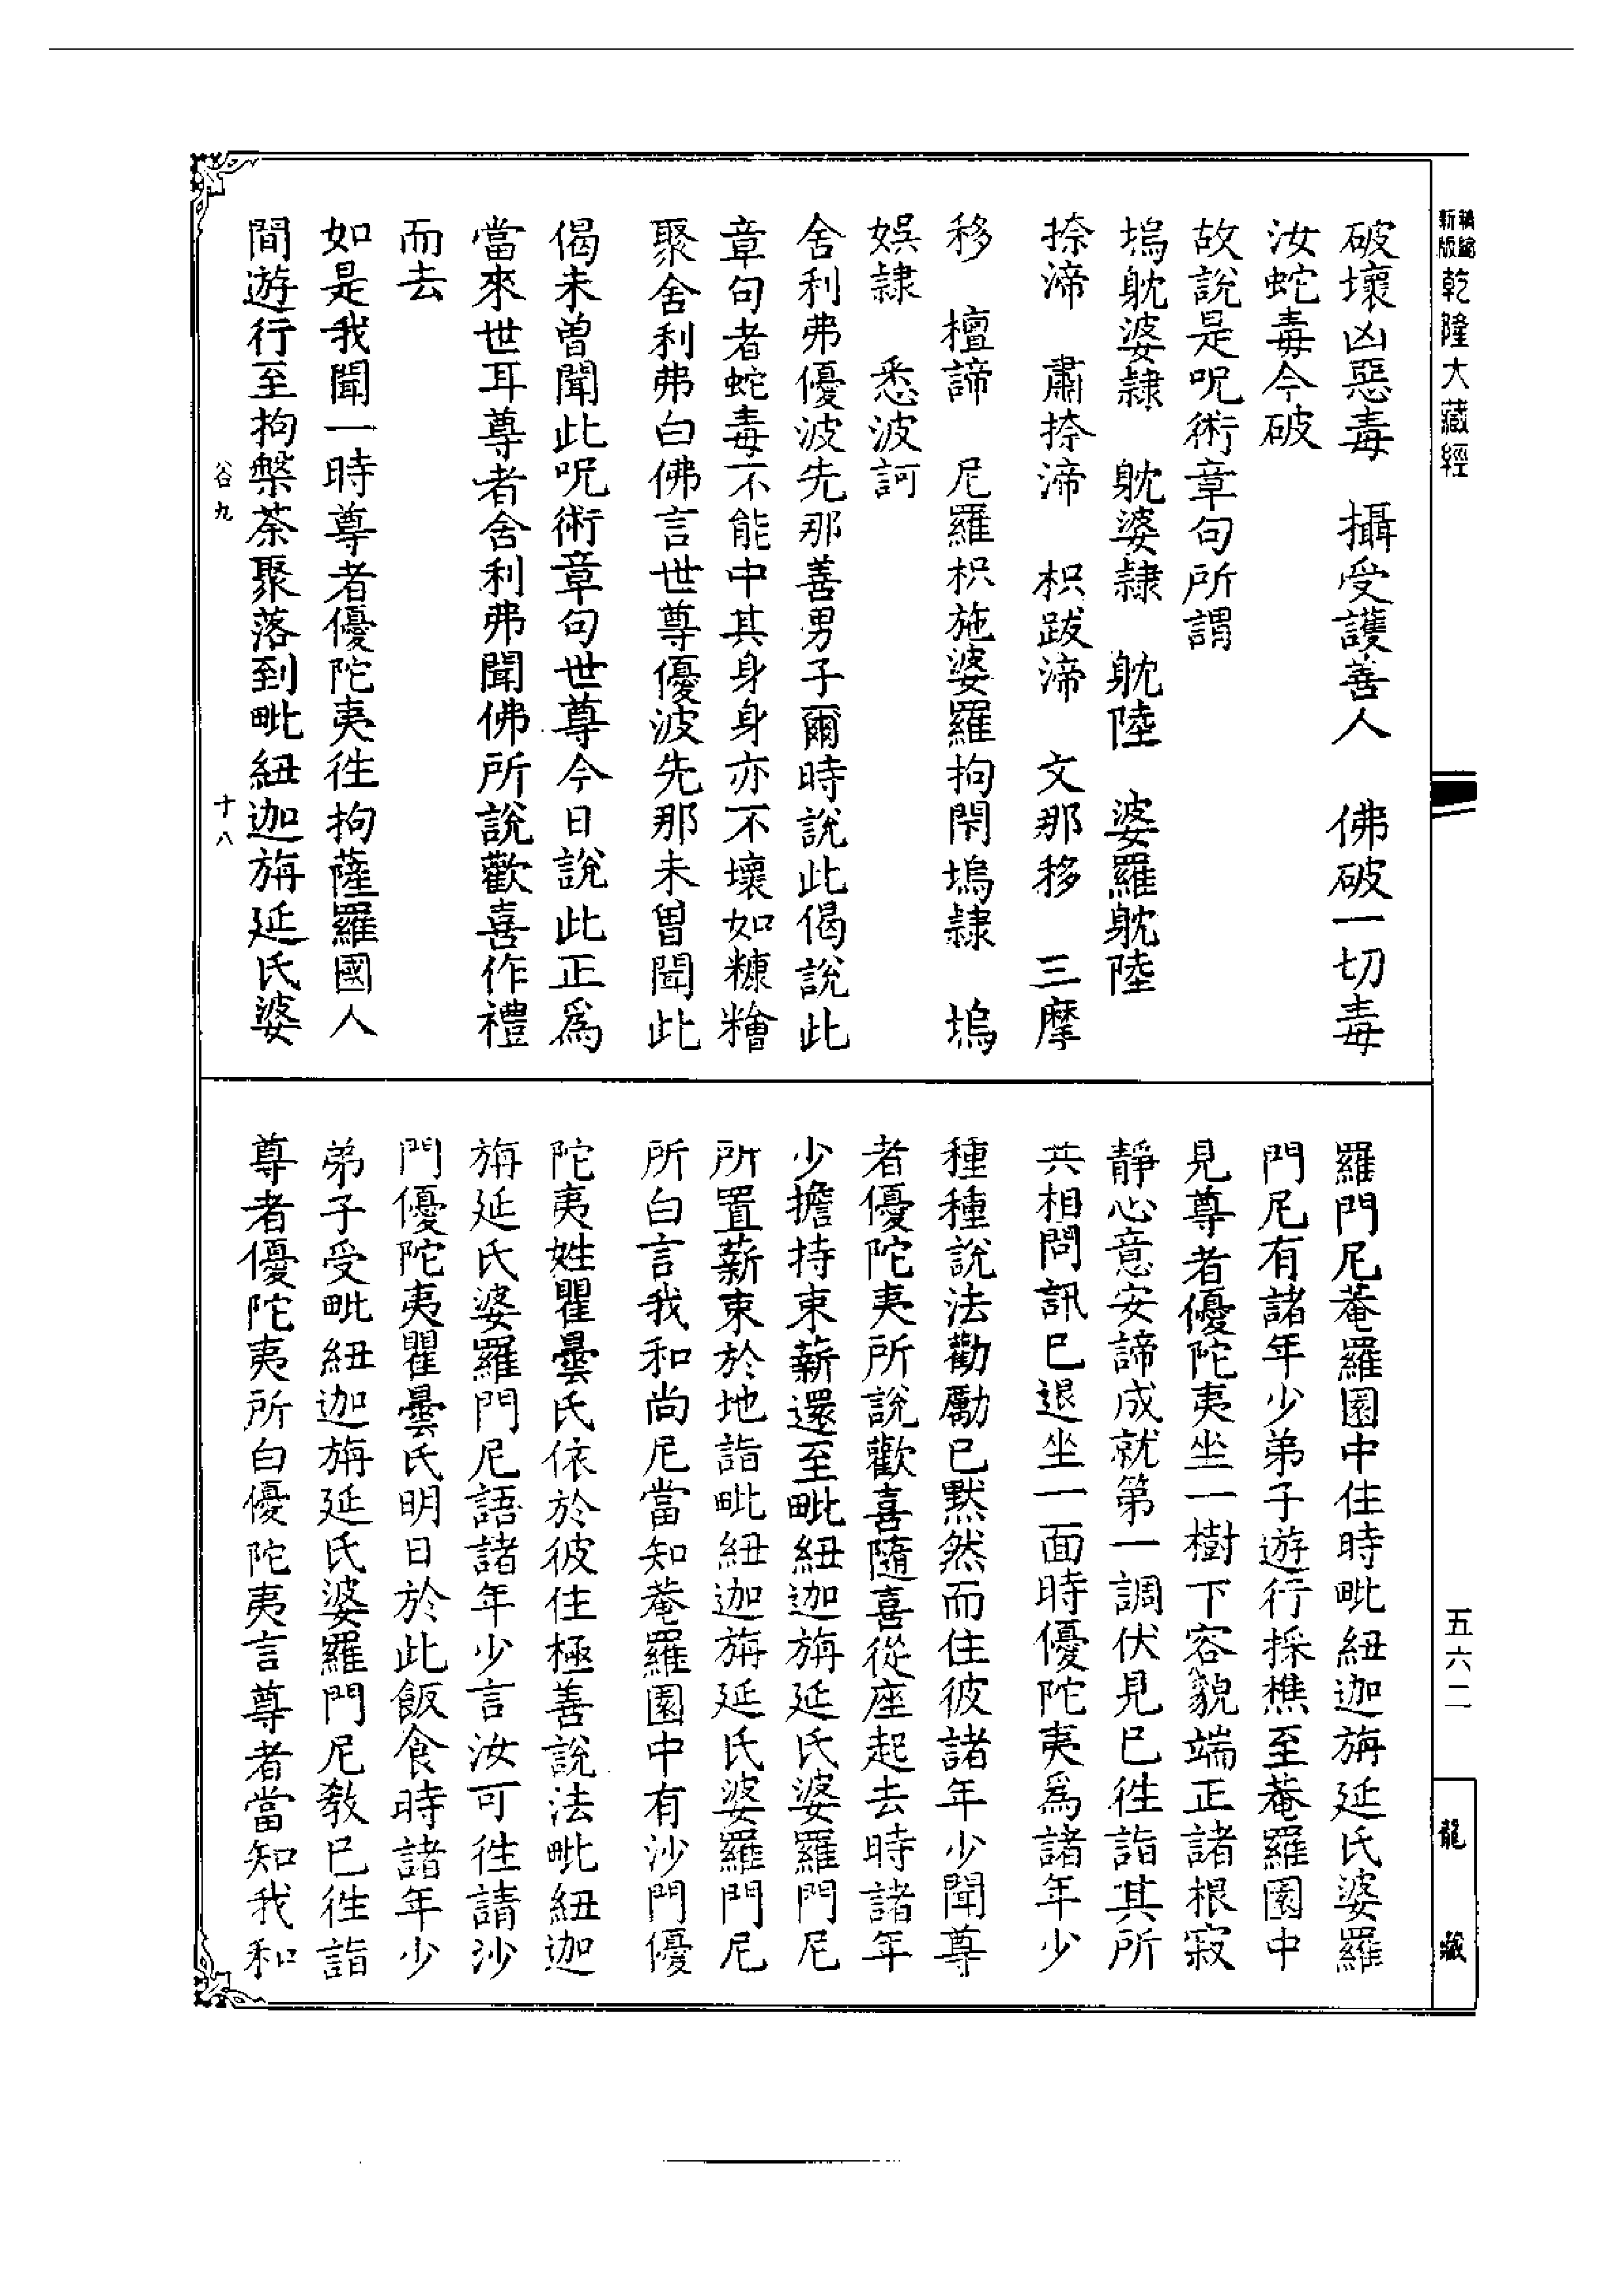 新版 縮編 乾隆大藏經
破壞凶惡毒　攝受護善人　佛破一切毒
汝蛇毒今破
故說是呪術章句所謂
塢躭婆隷　躭婆隷　躭陸　婆羅躭陸
捺渧　肅捺渧　枳跋渧　文那移　三摩
移　檀諦　尼羅枳施婆羅拘閇塢隷　塢
娛隷　悉波訶
舍利弗優波先那善男子爾時說此偈說此
章句者蛇毒不能中其身身亦不壞如糠糩
聚舍利弗白佛言世尊優波先那未曾聞此
偈未曾聞此呪術章句世尊今日說此正爲
當來世耳尊者舍利弗聞佛所說歡喜作禮
而去
如是我聞一時尊者優陀夷徃拘薩羅國人
間遊行至拘槃茶聚落到毗紐迦旃延氏婆
谷九　十八
羅門尼菴羅園中住時毗紐迦旃延氏婆羅
門尼有諸年少弟子遊行採樵至菴羅園中
見尊者優陀夷坐一樹下容貌端正諸根寂
靜心意安諦成就第一調伏見已徃詣其所
共相問訊已退坐一面時優陀夷爲諸年少
種種說法勸勵已默然而住彼諸年少聞尊
者優陀夷所說歡喜隨喜從座起去時諸年
少擔持束薪還至毗紐迦旃延氏婆羅門尼
所置薪束於地詣毗紐迦旃延氏婆羅門尼
所白言我和尚尼當知菴羅園中有沙門優
陀夷姓瞿曇氏依於彼住極善說法毗紐迦
旃延氏婆羅門尼語諸年少言汝可徃請沙
門優陀夷瞿曇氏明日於此飯食時諸年少
弟子受毗紐迦旃延氏婆羅門尼教已徃詣
尊者優陀夷所白優陀夷言尊者當知我和
五六二
龍藏